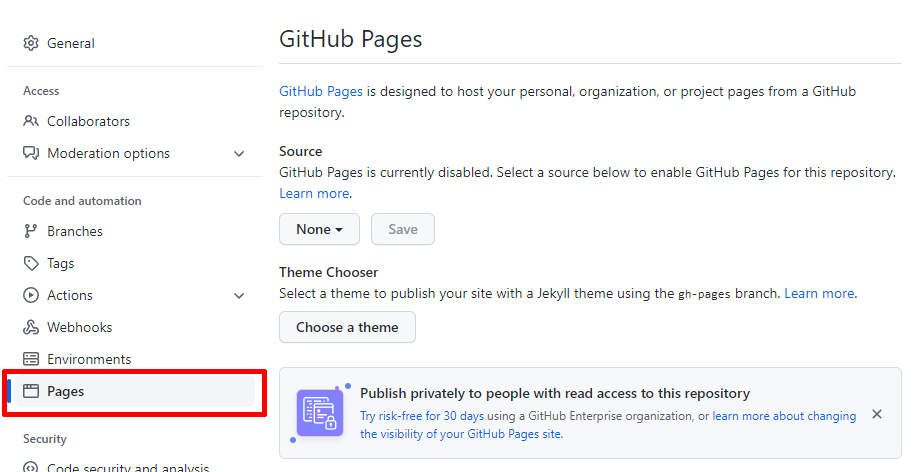 General
Access
Collaborators
Moderation options
Code and automation
Branches
Tags
Actions
Webhooks
Environments
Pages
Security
Code security and analysis
GitHub Pages
GitHub Pages is designed to host your personal, organization, or project pages from a GitHub
repository.
Source
GitHub Pages is currently disabled. Select a source below to enable GitHub Pages for this repository.
Learn more.
None
Save
Theme Chooser
Select a theme to publish your site with a Jekyll theme using the gh-pages branch. Learn more.
Choose a theme
Publish privately to people with read access to this repository
Try risk-free for 30 days using a GitHub Enterprise organization, or learn more about changing
the visibility of your GitHub Pages site.